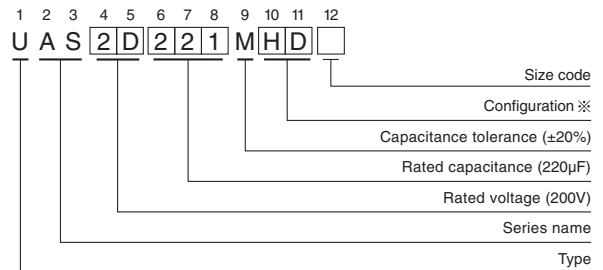 1 2 3 4 5 6 7 8 9 10 11 12
U A S 2 D 2 2 1 M H D
Size code
Configuration ※
Capacitance tolerance (±20%)
Rated capacitance (220µF)
Rated voltage (200V)
Series name
Type